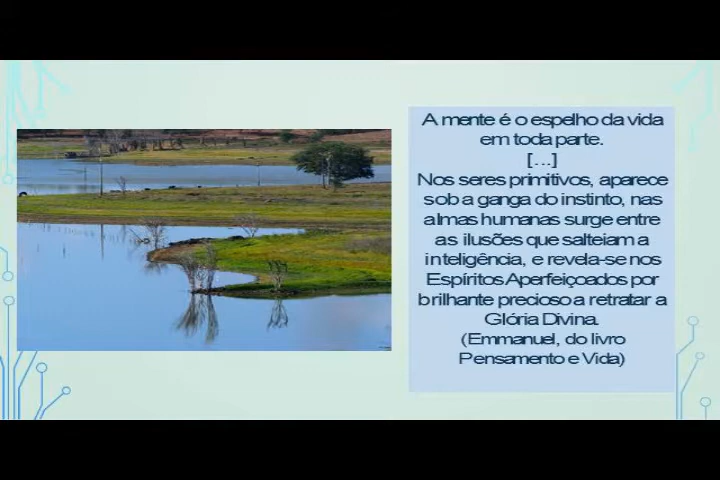 A mente é o espelho da vida
em toda parte.
[...]
Nos seres primitivos, aparece
sob a ganga do instinto, nas
almas humanas surge entre
as ilusões que salteiam a
inteligência, e revela-se nos
Espíritos Aperfeiçoados por
brilhante precioso a retratar a
Glória Divina.
(Emmanuel, do livro
Pensamento e Vida)